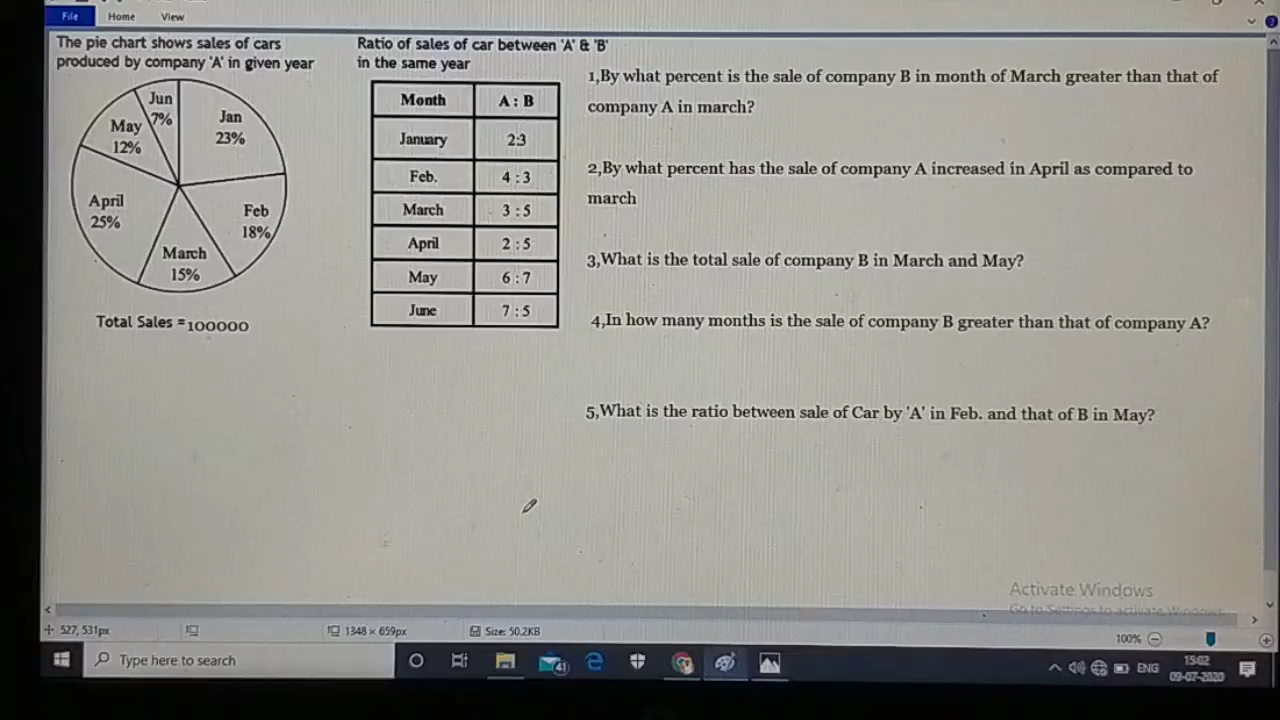 File Home View
The pie chart shows sales of cars
produced by company 'A' in given year
Jun
7%
Jan
23%
May
12%
April
25%
Feb
18%
March
15%
Total Sales = 100000
Ratio of sales of car between 'A' & 'B'
in the same year
Month A : B
January 2:3
Feb. 4 : 3
March 3 : 5
April 2 : 5
May 6 : 7
June 7 : 5
1,By what percent is the sale of company B in month of March greater than that of
company A in march?
2,By what percent has the sale of company A increased in April as compared to
march
3,What is the total sale of company B in March and May?
4,In how many months is the sale of company B greater than that of company A?
5,What is the ratio between sale of Car by 'A' in Feb. and that of B in May?
Activate Windows
Go to Settings to activate Windows.
527, 531px 1348 × 659px Size: 50.2KB 100%
Type here to search 41 ENG 15:02
09-07-2020